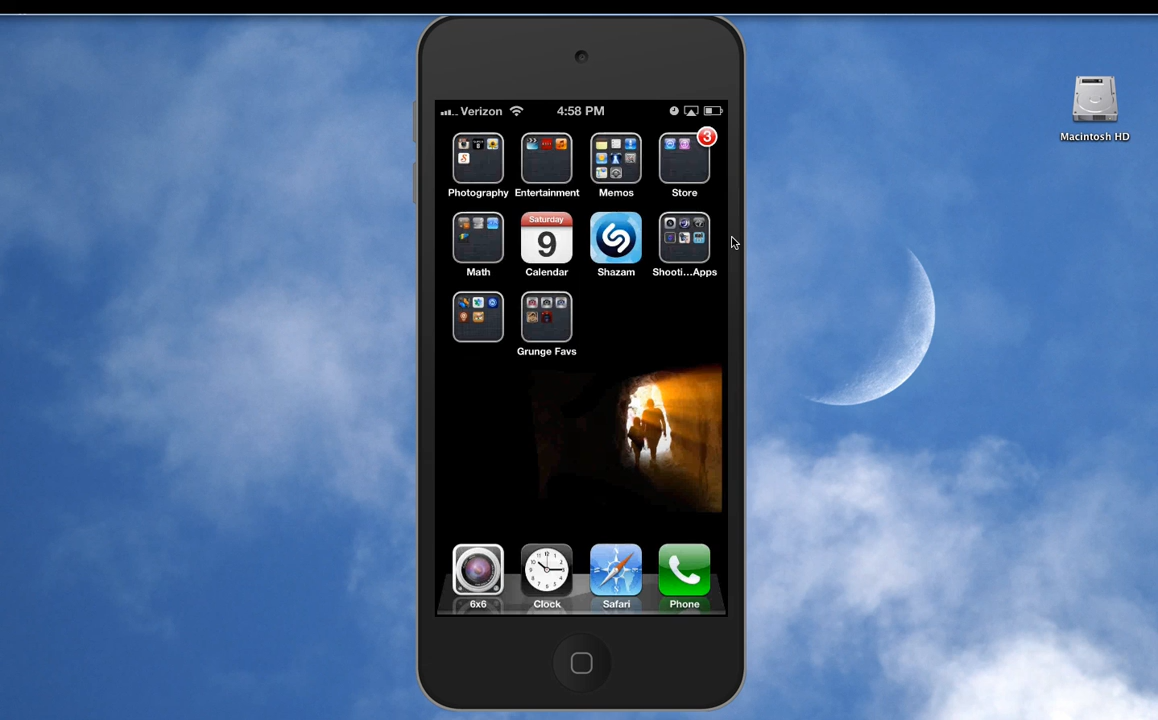 Verizon 4:58 PM
Macintosh HD
3
Photography Entertainment Memos Store
Saturday
9
Math Calendar Shazam Shooti...Apps
Grunge Favs
6x6 Clock Safari Phone